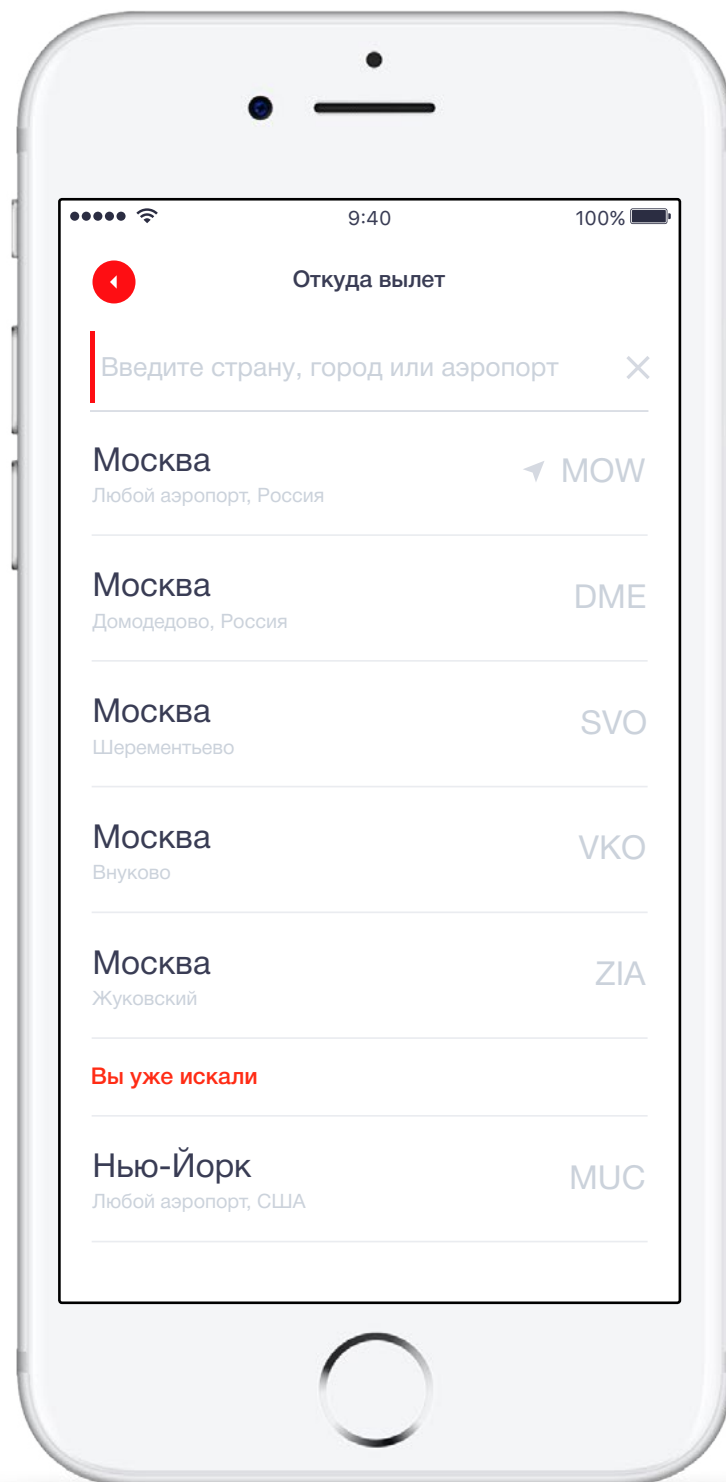 9:40 100%
Откуда вылет
Введите страну, город или аэропорт
Москва MOW
Любой аэропорт, Россия
Москва DME
Домодедово, Россия
Москва SVO
Шерементьево
Москва VKO
Внуково
Москва ZIA
Жуковский
Вы уже искали
Нью-Йорк MUC
Любой аэропорт, США